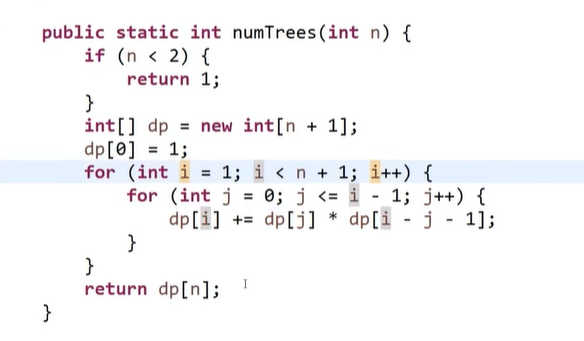 public static int numTrees(int n) {
    if (n < 2) {
        return 1;
    }
    int[] dp = new int[n + 1];
    dp[0] = 1;
    for (int i = 1; i < n + 1; i++) {
        for (int j = 0; j <= i - 1; j++) {
            dp[i] += dp[j] * dp[i - j - 1];
        }
    }
    return dp[n];
}